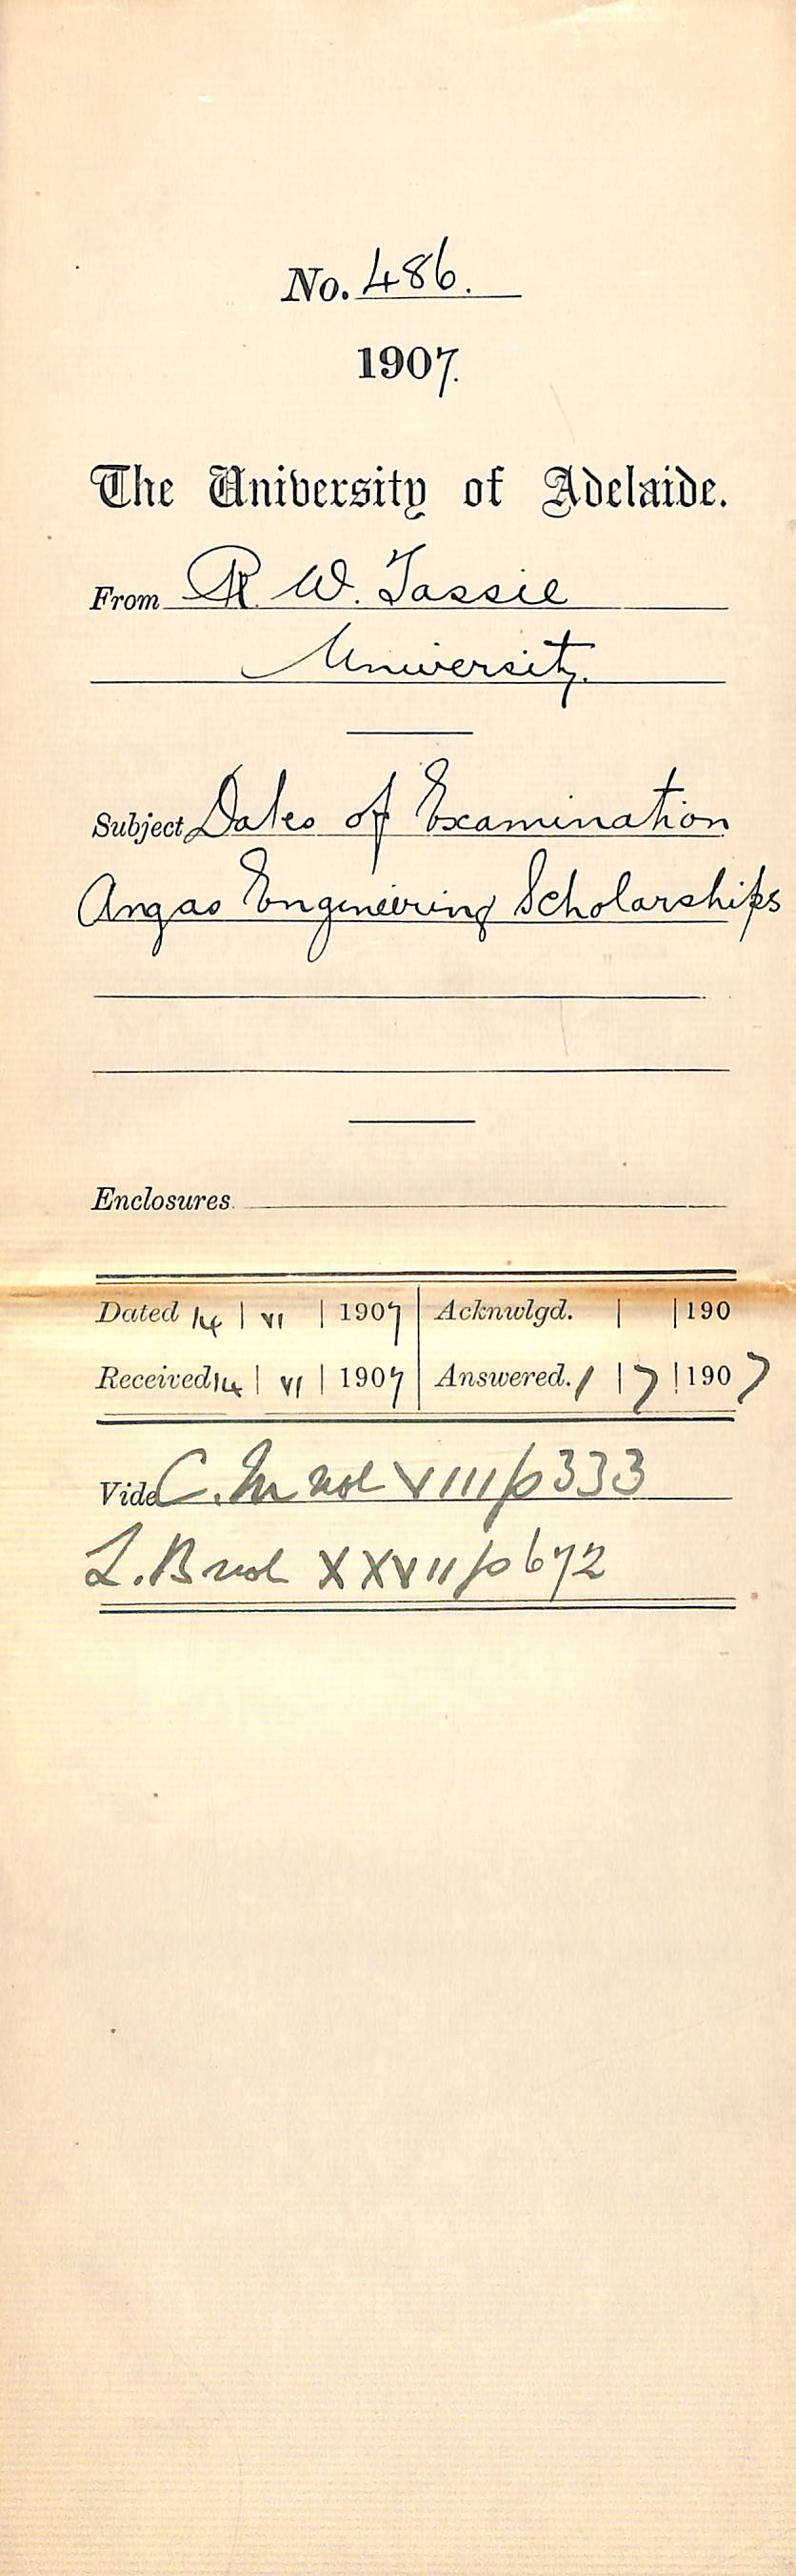 No. 486.
1907.
The University of Adelaide.
From R. W. Tassie
University.
Subject Dates of Examination
Angas Engineering Scholarships
Enclosures
Dated 14 | VI | 1907 | Acknwlgd. | | 190
Received 14 | VI | 1907 | Answered. 1 | 7 | 1907
Vide C. M vol VIII/p 333
L. B vol XXVII/p 672